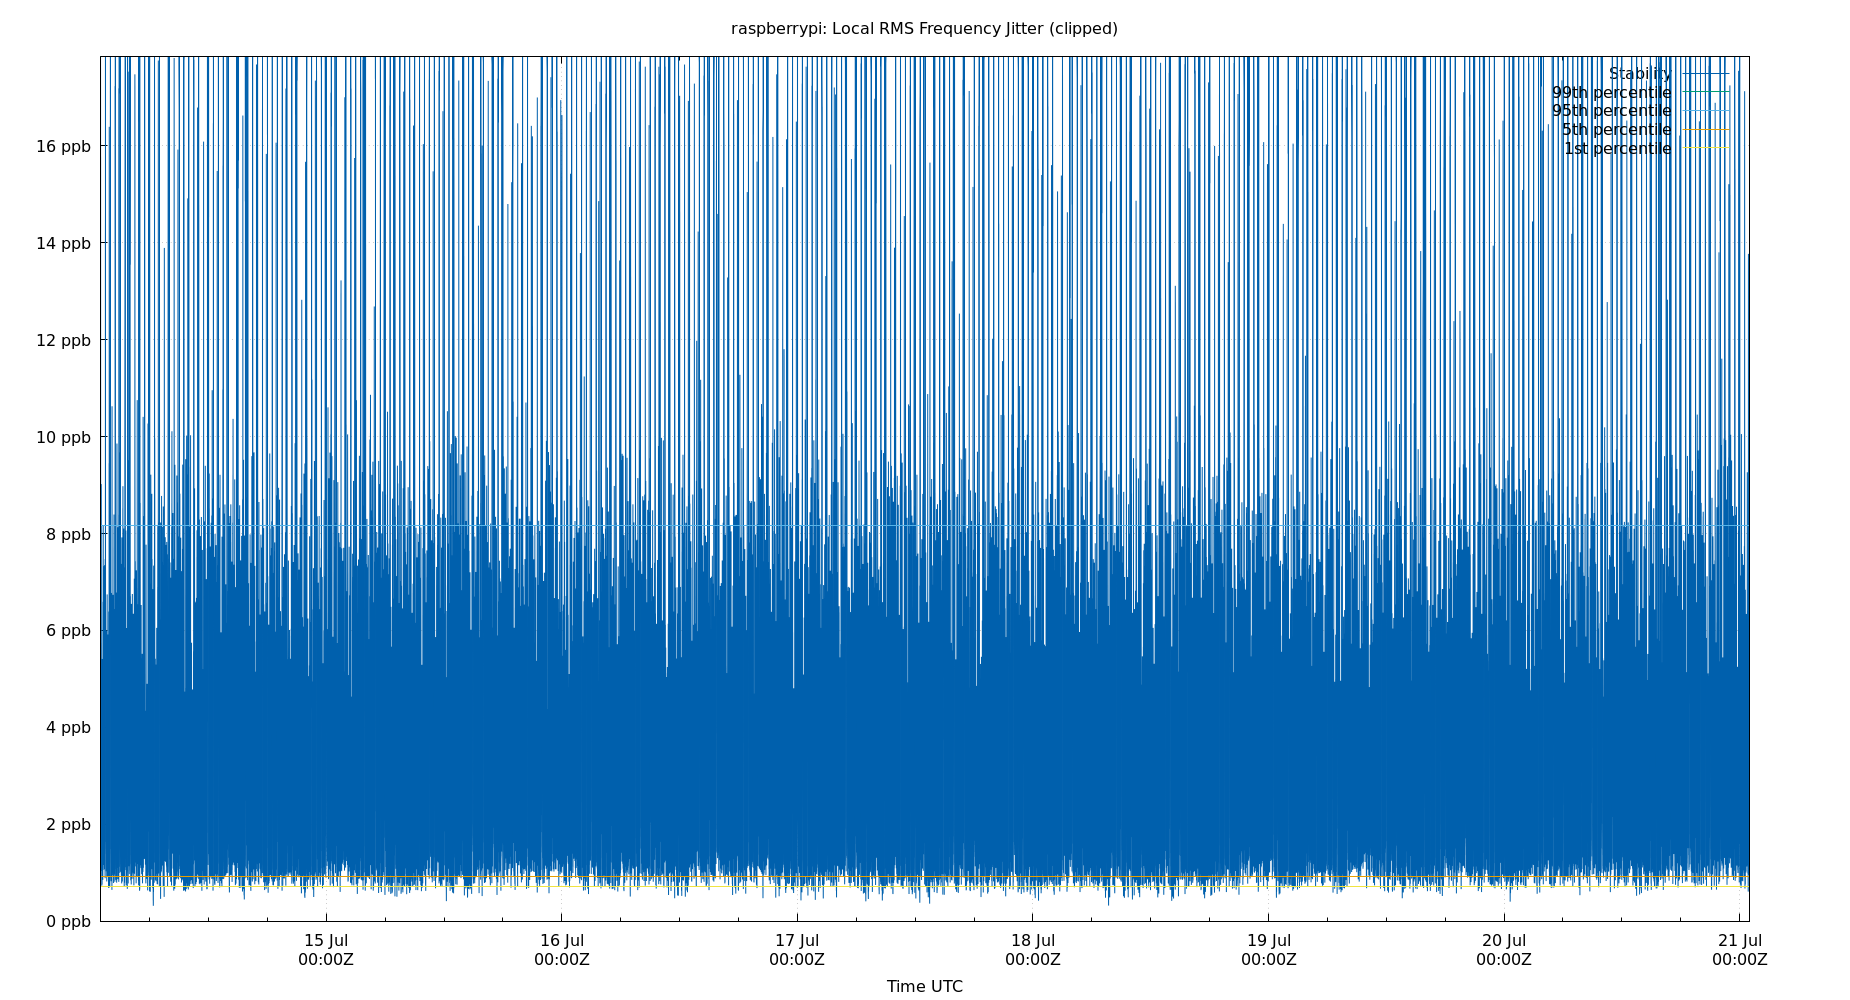 raspberrypi: Local RMS Frequency Jitter (clipped)
Stability
99th percentile
95th percentile
5th percentile
1st percentile
16 ppb
14 ppb
12 ppb
10 ppb
8 ppb
6 ppb
4 ppb
2 ppb
0 ppb
15 Jul 16 Jul 17 Jul 18 Jul 19 Jul 20 Jul 21 Jul
00:00Z 00:00Z 00:00Z 00:00Z 00:00Z 00:00Z 00:00Z
Time UTC